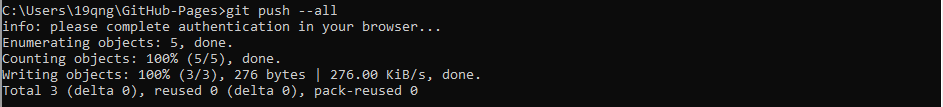 C:\Users\19qng\GitHub-Pages>git push --all
info: please complete authentication in your browser...
Enumerating objects: 5, done.
Counting objects: 100% (5/5), done.
Writing objects: 100% (3/3), 276 bytes | 276.00 KiB/s, done.
Total 3 (delta 0), reused 0 (delta 0), pack-reused 0